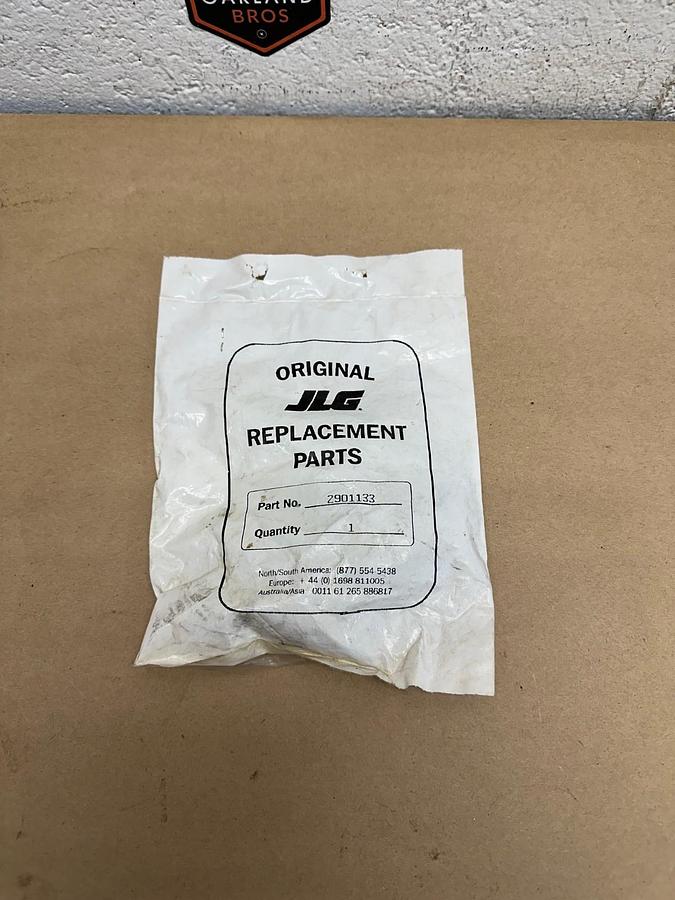 BROS
ORIGINAL
JLG
REPLACEMENT
PARTS
Part No. 2901133
Quantity 1
North/South America: (877) 554-5438
Europe: + 44 (0) 1698 811005
Australia/Asia 0011 61 265 886817